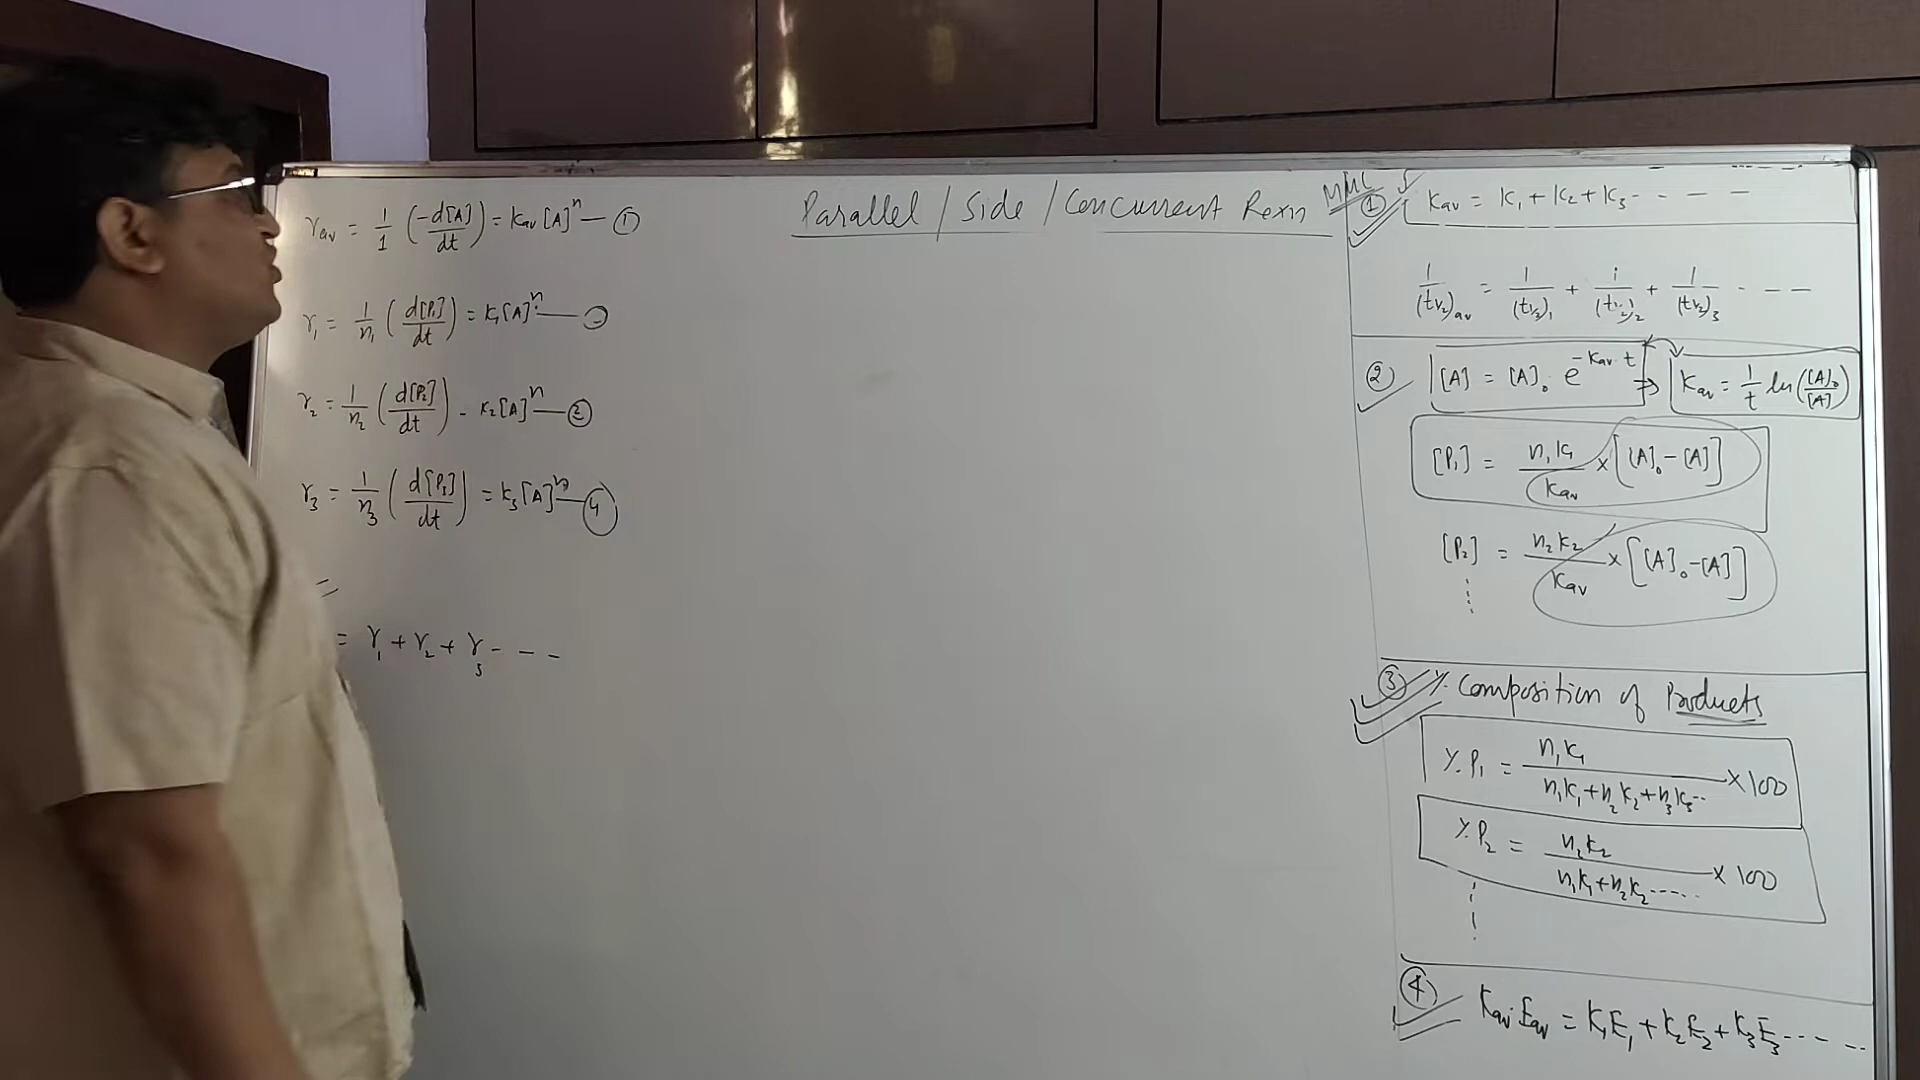 r_av = 1/1 (-d[A]/dt) = K_av [A]^n — ①
r_1 = 1/n_1 (d[P_1]/dt) = K_1[A]^n —
r_2 = 1/n_2 (d[P_2]/dt) - K_2[A]^n — ②
r_3 = 1/n_3 (d[P_3]/dt) = K_3[A]^n — ④
= r_1 + r_2 + r_3 - - -
Parallel / Side / Concurrent Rexn
① K_av = K_1 + K_2 + K_3 - - - -
1/(t_1/2)_av = 1/(t_1/2)_1 + 1/(t_1/2)_2 + 1/(t_1/2)_3 - - - -
② [A] = [A]_0 e^(-K_av · t) ⇒ K_av = 1/t ln([A]_0/[A])
[P_1] = n_1 K_1/K_av × [[A]_0 - [A]]
[P_2] = n_2 K_2/K_av × [[A]_0 - [A]]
③ % Composition of Products
%P_1 = n_1K_1/(n_1K_1 + n_2K_2 + n_3K_3 --) × 100
%P_2 = n_2K_2/(n_1K_1 + n_2K_2 -----) × 100
④ K_av · E_av = K_1E_1 + K_2E_2 + K_3E_3 - - - - -